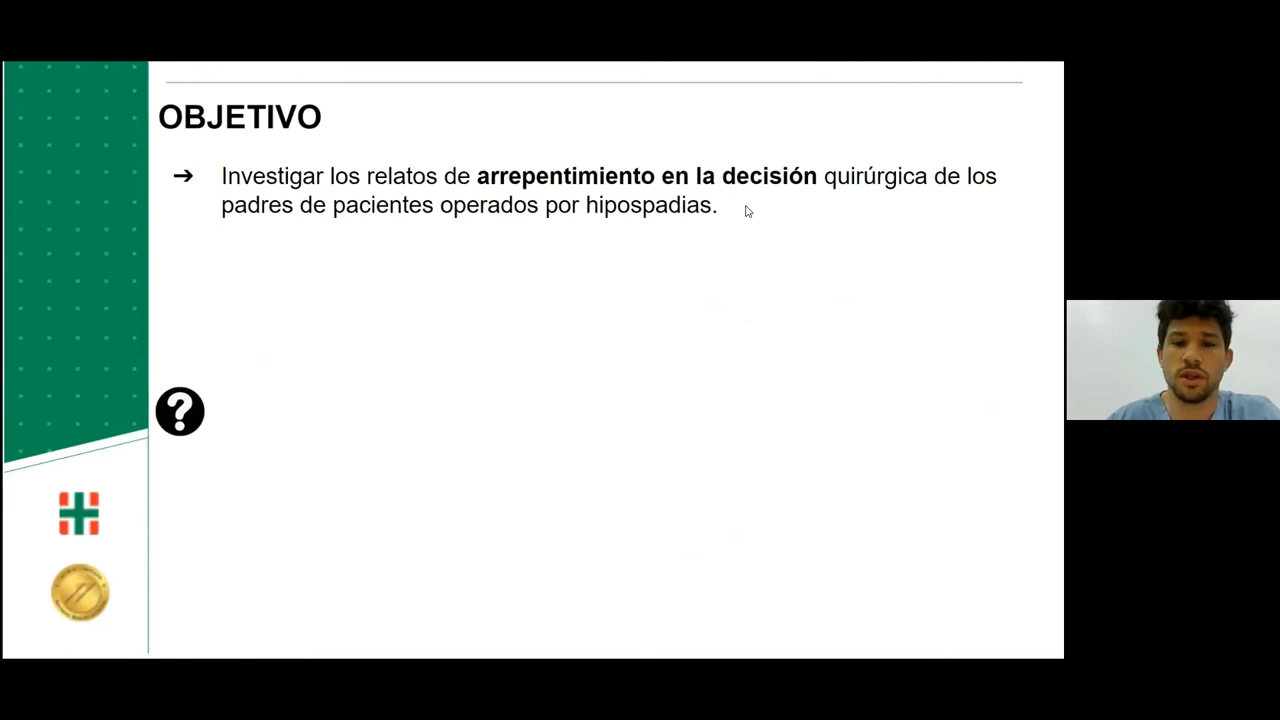 OBJETIVO
➔ Investigar los relatos de arrepentimiento en la decisión quirúrgica de los
padres de pacientes operados por hipospadias.
?